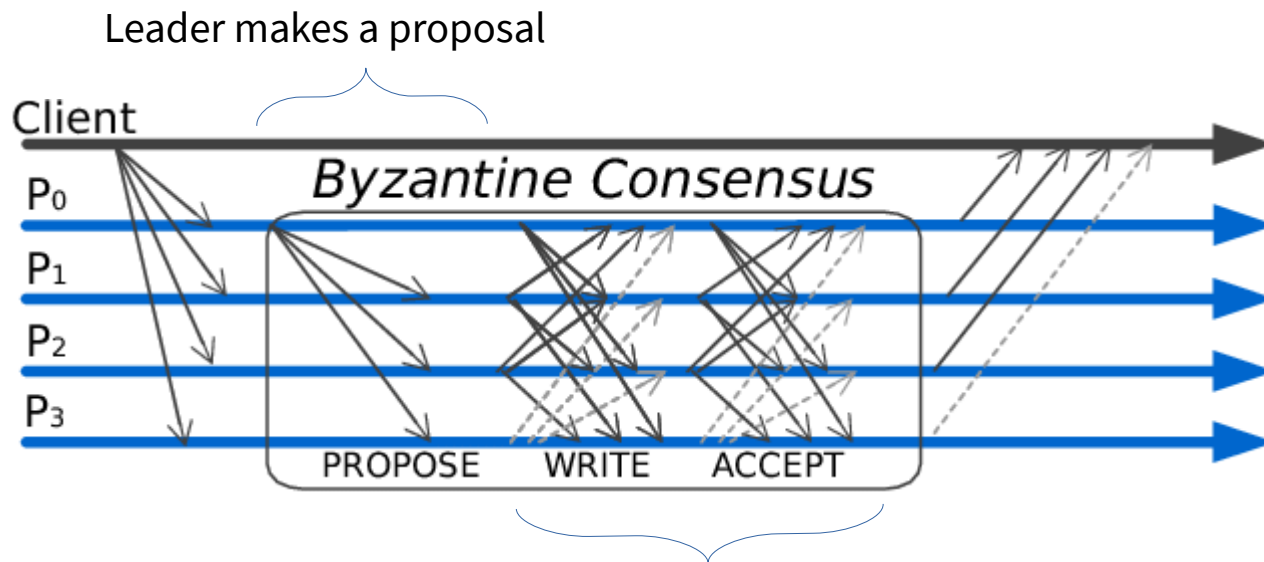 Leader makes a proposal
Client
Byzantine Consensus
P0
P1
P2
P3
PROPOSE WRITE ACCEPT